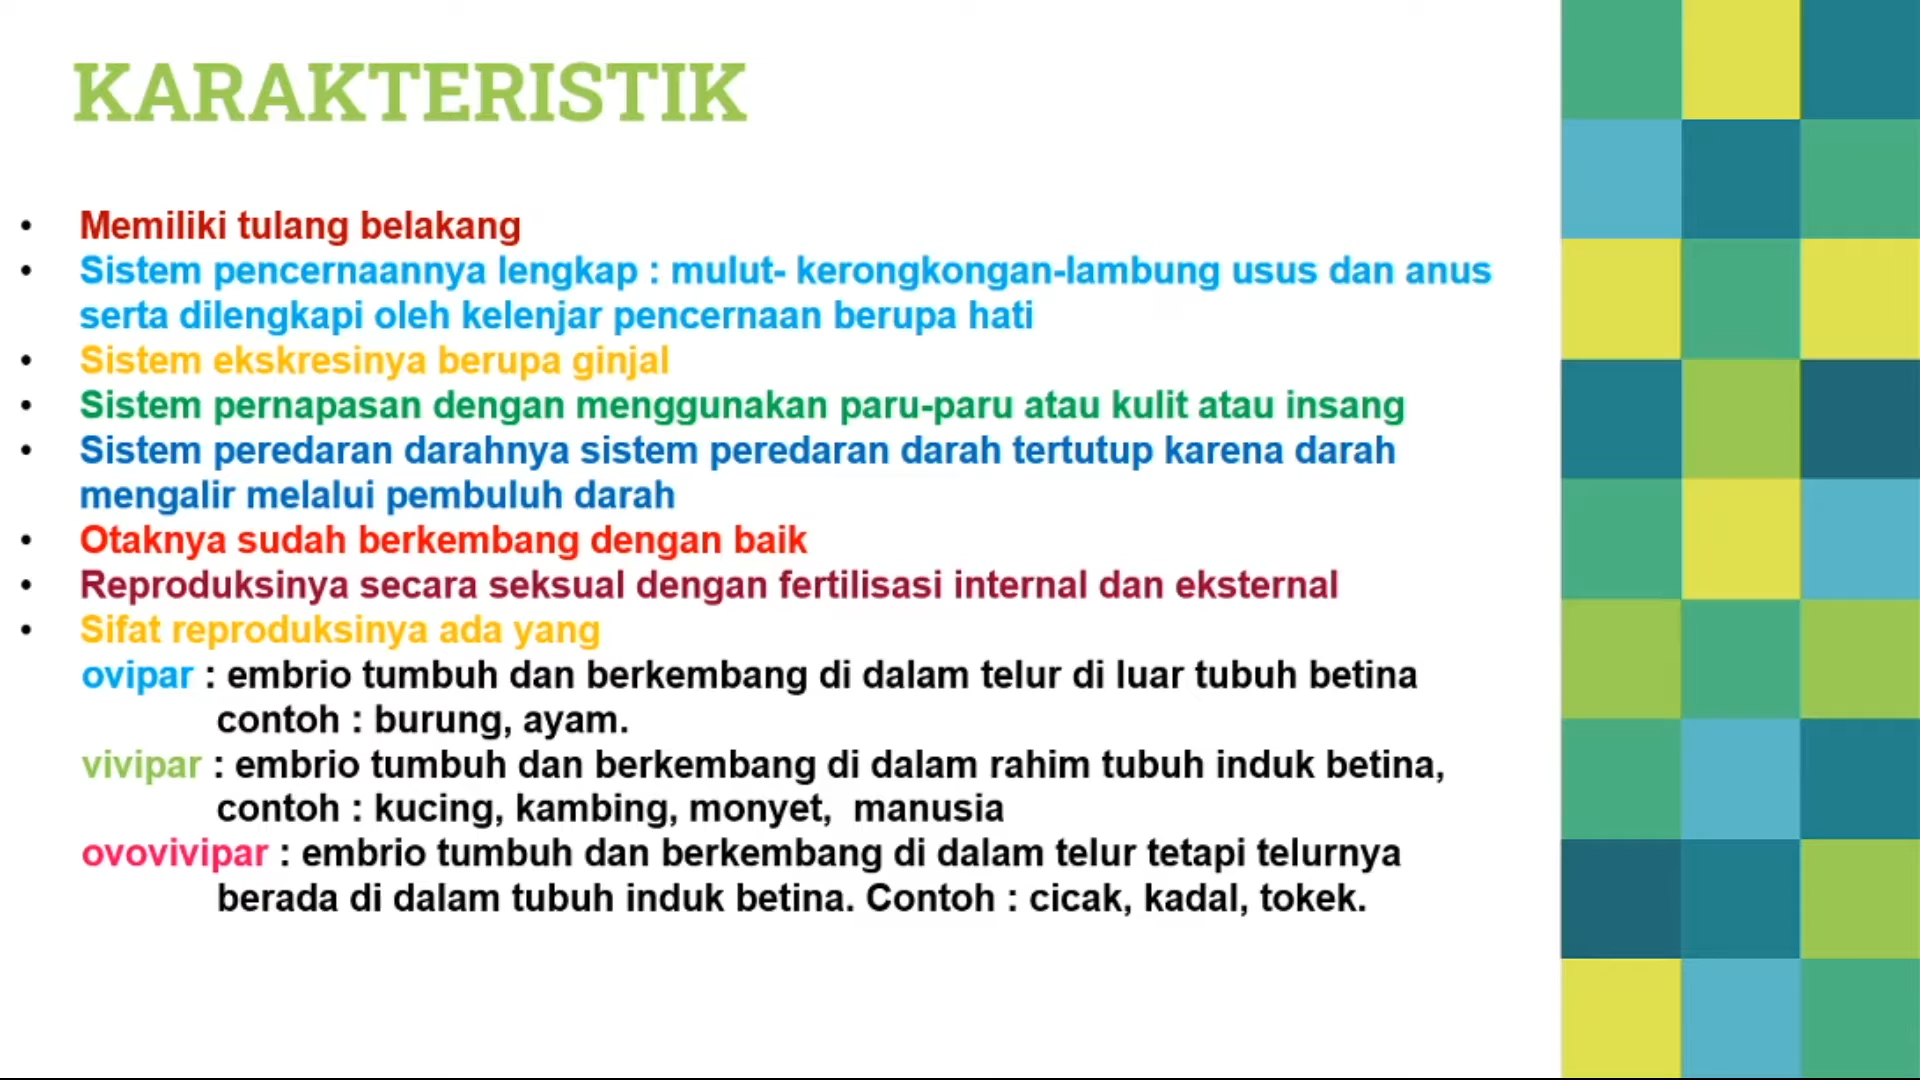 KARAKTERISTIK
• Memiliki tulang belakang
• Sistem pencernaannya lengkap : mulut- kerongkongan-lambung usus dan anus
serta dilengkapi oleh kelenjar pencernaan berupa hati
• Sistem ekskresinya berupa ginjal
• Sistem pernapasan dengan menggunakan paru-paru atau kulit atau insang
• Sistem peredaran darahnya sistem peredaran darah tertutup karena darah
mengalir melalui pembuluh darah
• Otaknya sudah berkembang dengan baik
• Reproduksinya secara seksual dengan fertilisasi internal dan eksternal
• Sifat reproduksinya ada yang
ovipar : embrio tumbuh dan berkembang di dalam telur di luar tubuh betina
contoh : burung, ayam.
vivipar : embrio tumbuh dan berkembang di dalam rahim tubuh induk betina,
contoh : kucing, kambing, monyet, manusia
ovovivipar : embrio tumbuh dan berkembang di dalam telur tetapi telurnya
berada di dalam tubuh induk betina. Contoh : cicak, kadal, tokek.